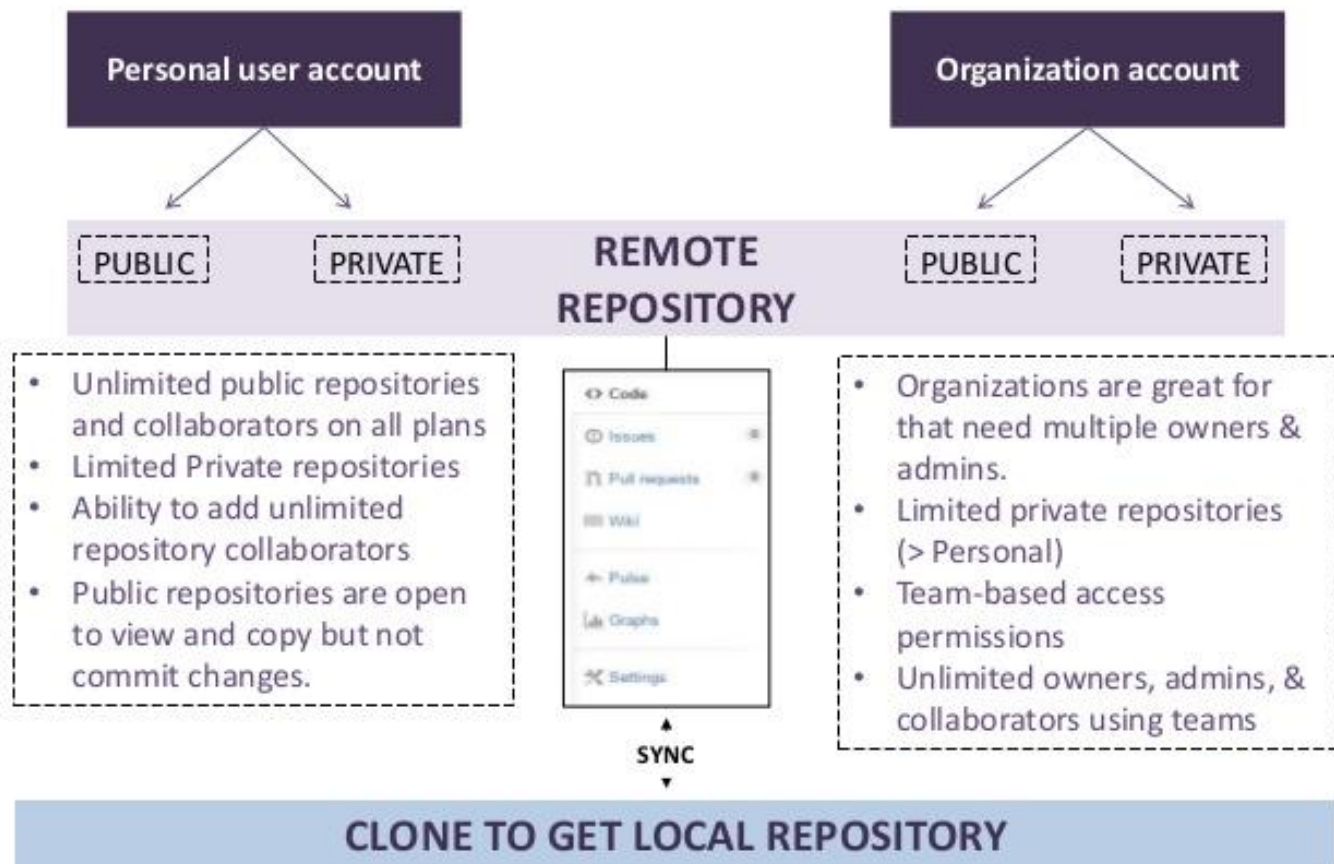 Personal user account
Organization account
PUBLIC
PRIVATE
REMOTE
REPOSITORY
PUBLIC
PRIVATE
• Unlimited public repositories
and collaborators on all plans
• Limited Private repositories
• Ability to add unlimited
repository collaborators
• Public repositories are open
to view and copy but not
commit changes.
<> Code
Issues
Pull requests
Wiki
Pulse
Graphs
Settings
• Organizations are great for
that need multiple owners &
admins.
• Limited private repositories
(> Personal)
• Team-based access
permissions
• Unlimited owners, admins, &
collaborators using teams
SYNC
CLONE TO GET LOCAL REPOSITORY